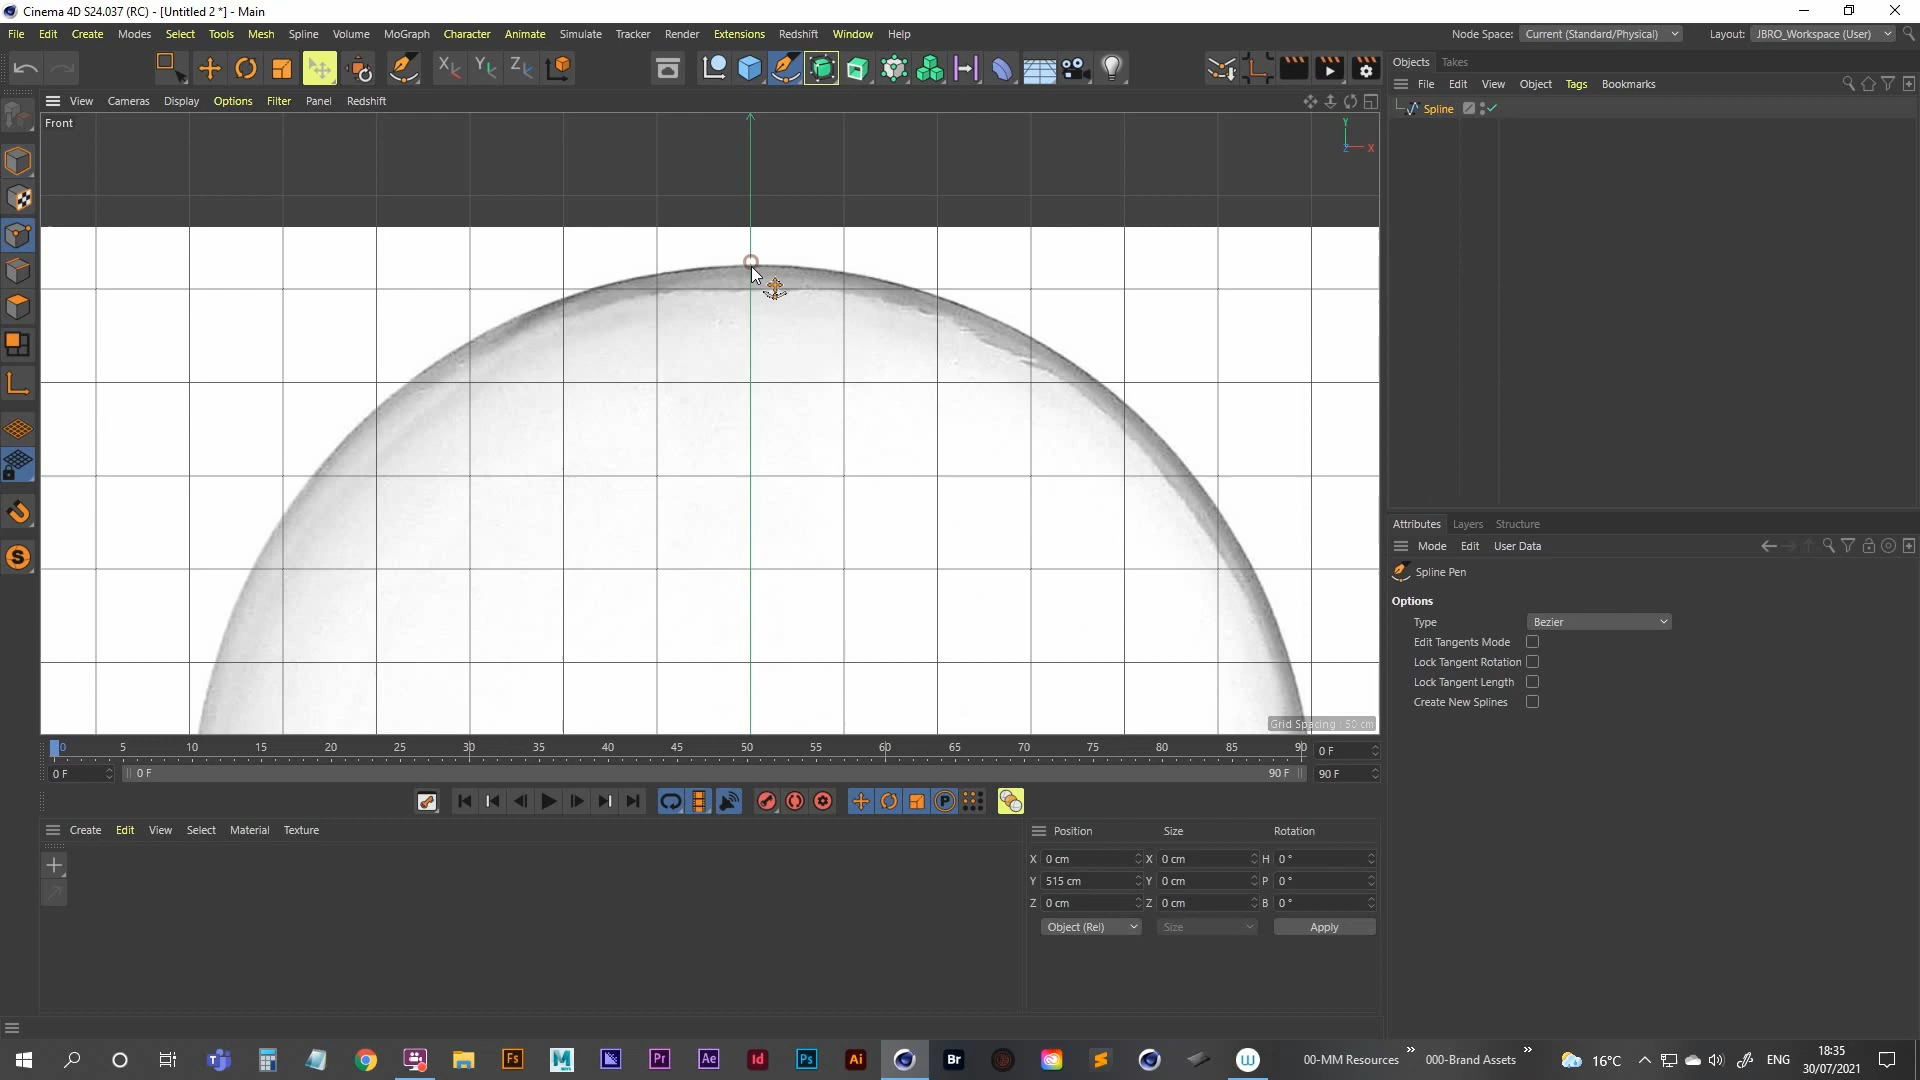 Cinema 4D S24.037 (RC) - [Untitled 2 *] - Main
File Edit Create Modes Select Tools Mesh Spline Volume MoGraph Character Animate Simulate Tracker Render Extensions Redshift Window Help
Node Space: Current (Standard/Physical) Layout: JBRO_Workspace (User)
Objects Takes
File Edit View Object Tags Bookmarks
Spline
View Cameras Display Options Filter Panel Redshift
Front
Y
X
Z
Grid Spacing : 50 cm
Attributes Layers Structure
Mode Edit User Data
Spline Pen
Options
Type Bezier
Edit Tangents Mode
Lock Tangent Rotation
Lock Tangent Length
Create New Splines
0 5 10 15 20 25 30 35 40 45 50 55 60 65 70 75 80 85 90 0 F
0 F 0 F 90 F 90 F
Create Edit View Select Material Texture
Position Size Rotation
X 0 cm X 0 cm H 0 °
Y 515 cm Y 0 cm P 0 °
Z 0 cm Z 0 cm B 0 °
Object (Rel) Size Apply
00-MM Resources » 000-Brand Assets » 16°C ENG
18:35
30/07/2021